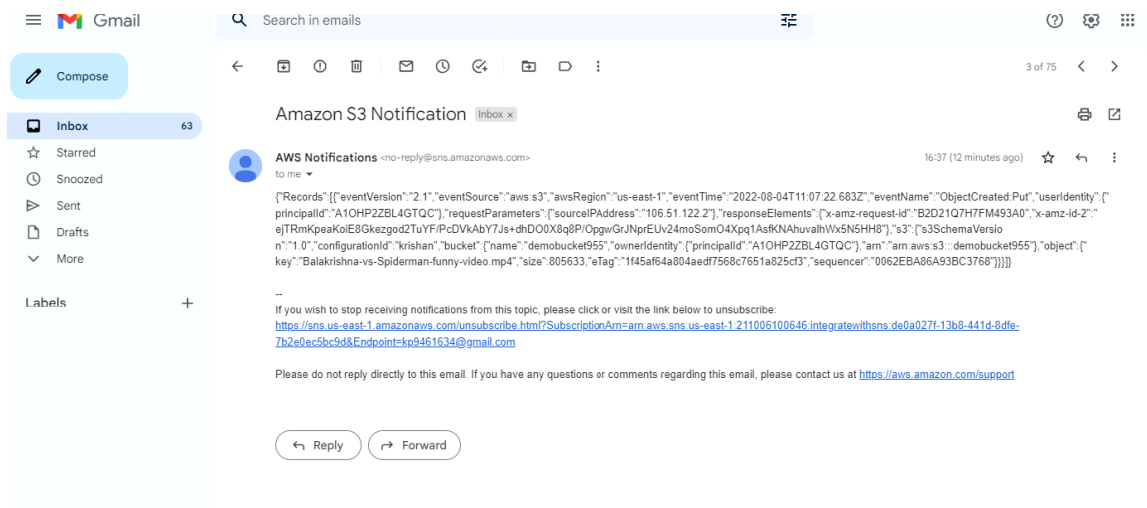 Gmail
Search in emails
Compose
3 of 75
Amazon S3 Notification Inbox ×
Inbox 63
Starred
Snoozed
Sent
Drafts
More
Labels +
AWS Notifications <no-reply@sns.amazonaws.com> 16:37 (12 minutes ago)
to me
{"Records":[{"eventVersion":"2.1","eventSource":"aws:s3","awsRegion":"us-east-1","eventTime":"2022-08-04T11:07:22.683Z","eventName":"ObjectCreated:Put","userIdentity":{"
principalId":"A1OHP2ZBL4GTQC"},"requestParameters":{"sourceIPAddress":"106.51.122.2"},"responseElements":{"x-amz-request-id":"B2D21Q7H7FM493A0","x-amz-id-2":"
ejTRmKpeaKoiE8Gkezgod2TuYF/PcDVkAbY7Js+dhDO0X8q8P/OpgwGrJNprEUv24moSomO4Xpq1AsfKNAhuvalhWx5N5HH8"},"s3":{"s3SchemaVersio
n":"1.0","configurationId":"krishan","bucket":{"name":"demobucket955","ownerIdentity":{"principalId":"A1OHP2ZBL4GTQC"},"arn":"arn:aws:s3:::demobucket955"},"object":{"
key":"Balakrishna-vs-Spiderman-funny-video.mp4","size":805633,"eTag":"1f45af64a804aedf7568c7651a825cf3","sequencer":"0062EBA86A93BC3768"}}}]}
--
If you wish to stop receiving notifications from this topic, please click or visit the link below to unsubscribe:
https://sns.us-east-1.amazonaws.com/unsubscribe.html?SubscriptionArn=arn:aws:sns:us-east-1:211006100646:integratewithsns:de0a027f-13b8-441d-8dfe-
7b2e0ec5bc9d&Endpoint=kp9461634@gmail.com
Please do not reply directly to this email. If you have any questions or comments regarding this email, please contact us at https://aws.amazon.com/support
Reply
Forward